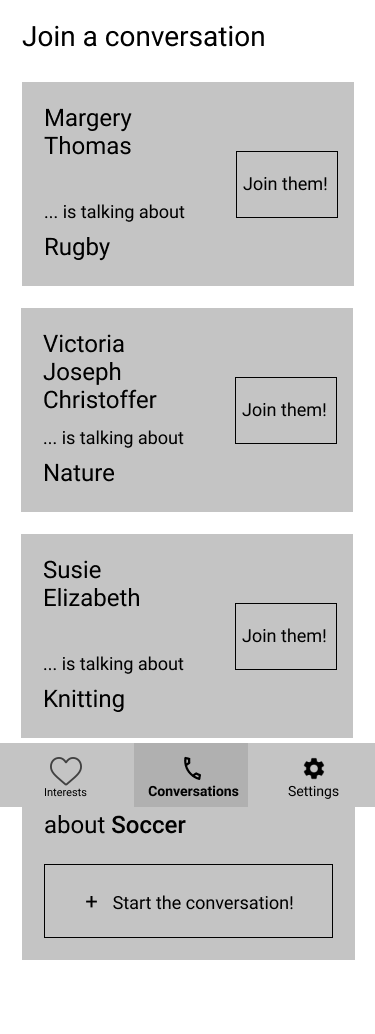 Join a conversation
Margery
Thomas
... is talking about
Rugby
Join them!
Victoria
Joseph
Christoffer
... is talking about
Nature
Join them!
Susie
Elizabeth
... is talking about
Knitting
Join them!
Interests
Conversations
Settings
about Soccer
+ Start the conversation!